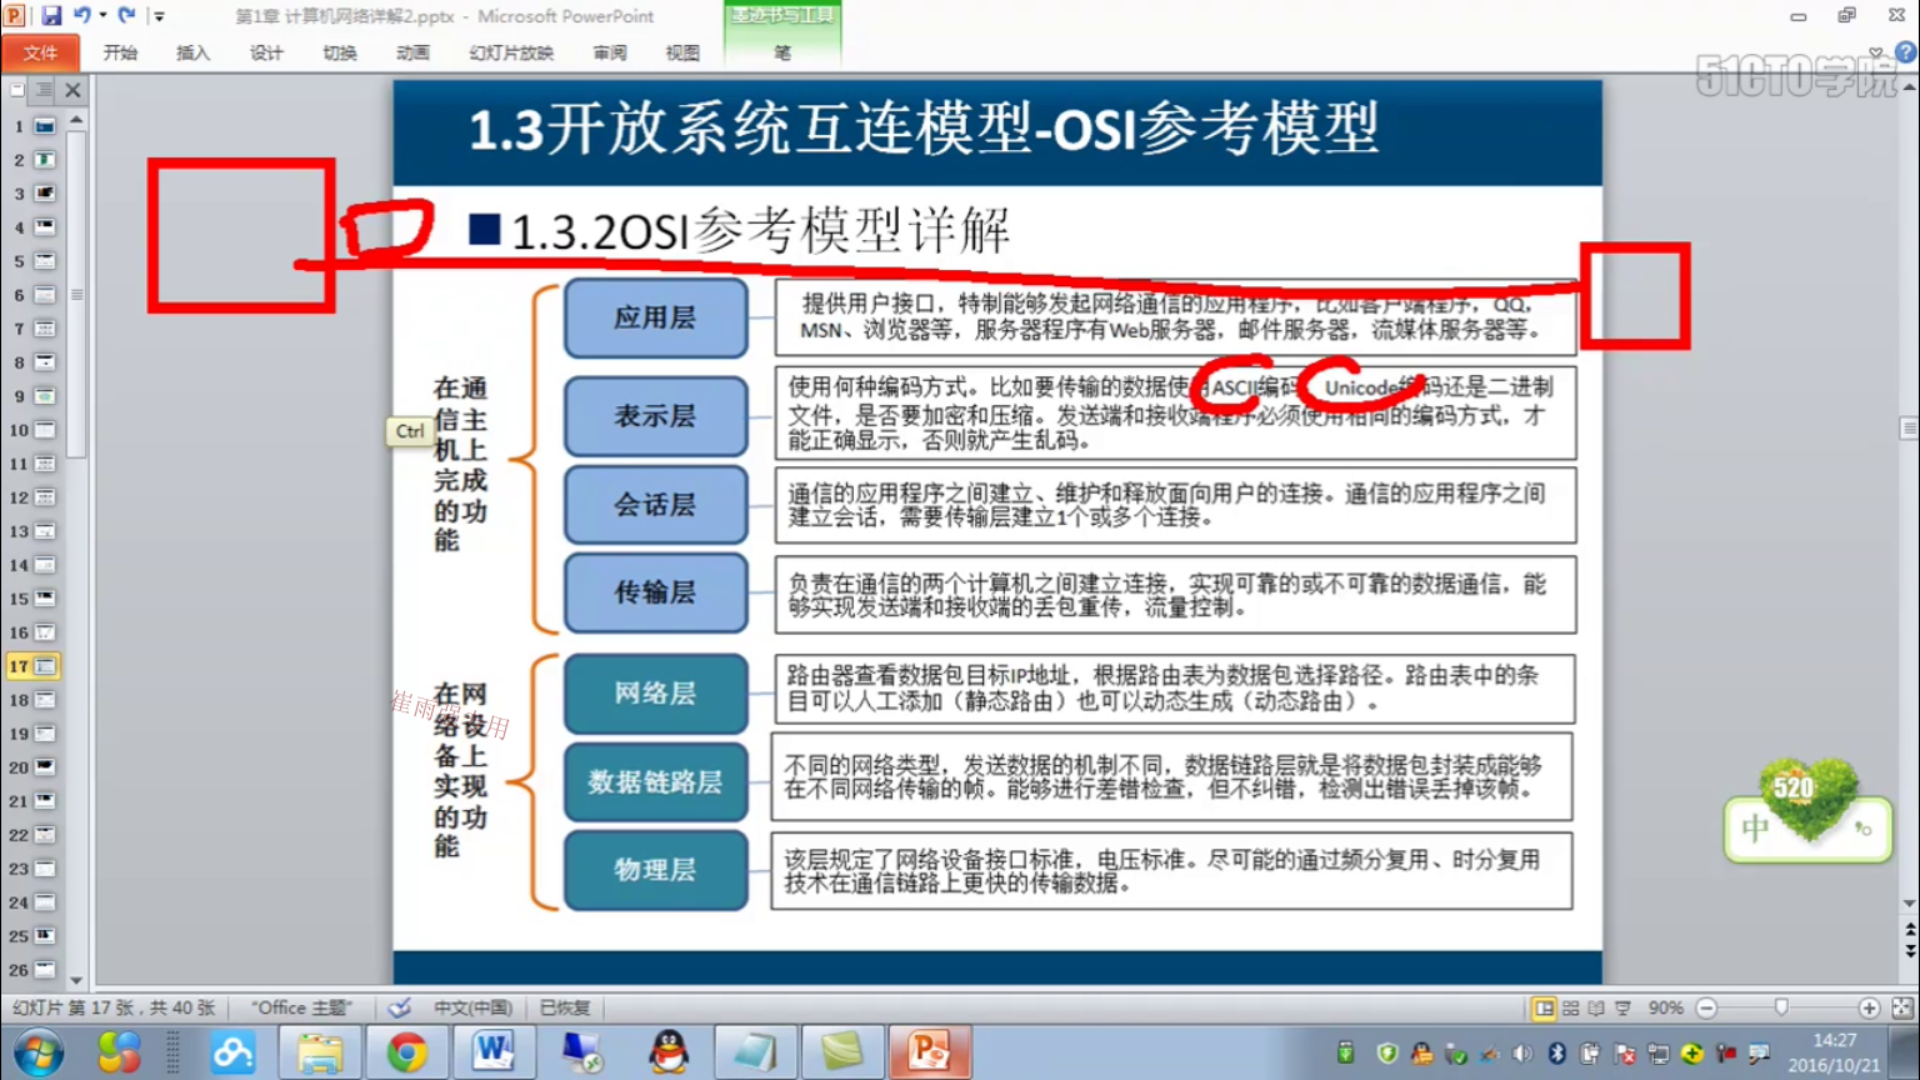 第1章 计算机网络详解2.pptx - Microsoft PowerPoint
墨迹书写工具
文件 开始 插入 设计 切换 动画 幻灯片放映 审阅 视图 笔
51CTO学院
1.3开放系统互连模型-OSI参考模型
1.3.2OSI参考模型详解
在通
信主
机上
完成
的功
能
Ctrl
应用层
提供用户接口，特制能够发起网络通信的应用程序，比如客户端程序，QQ，
MSN、浏览器等，服务器程序有Web服务器，邮件服务器，流媒体服务器等。
表示层
使用何种编码方式。比如要传输的数据使用ASCII编码 Unicode编码还是二进制
文件，是否要加密和压缩。发送端和接收端程序必须使用相同的编码方式，才
能正确显示，否则就产生乱码。
会话层
通信的应用程序之间建立、维护和释放面向用户的连接。通信的应用程序之间
建立会话，需要传输层建立1个或多个连接。
传输层
负责在通信的两个计算机之间建立连接，实现可靠的或不可靠的数据通信，能
够实现发送端和接收端的丢包重传，流量控制。
在网
络设
备上
实现
的功
能
网络层
路由器查看数据包目标IP地址，根据路由表为数据包选择路径。路由表中的条
目可以人工添加（静态路由）也可以动态生成（动态路由）。
数据链路层
不同的网络类型，发送数据的机制不同，数据链路层就是将数据包封装成能够
在不同网络传输的帧。能够进行差错检查，但不纠错，检测出错误丢掉该帧。
物理层
该层规定了网络设备接口标准，电压标准。尽可能的通过频分复用、时分复用
技术在通信链路上更快的传输数据。
1
2
3
4
5
6
7
8
9
10
11
12
13
14
15
16
17
18
19
20
21
22
23
24
25
26
520
中
幻灯片 第 17 张，共 40 张 "Office 主题" 中文(中国) 已恢复 90%
14:27
2016/10/21